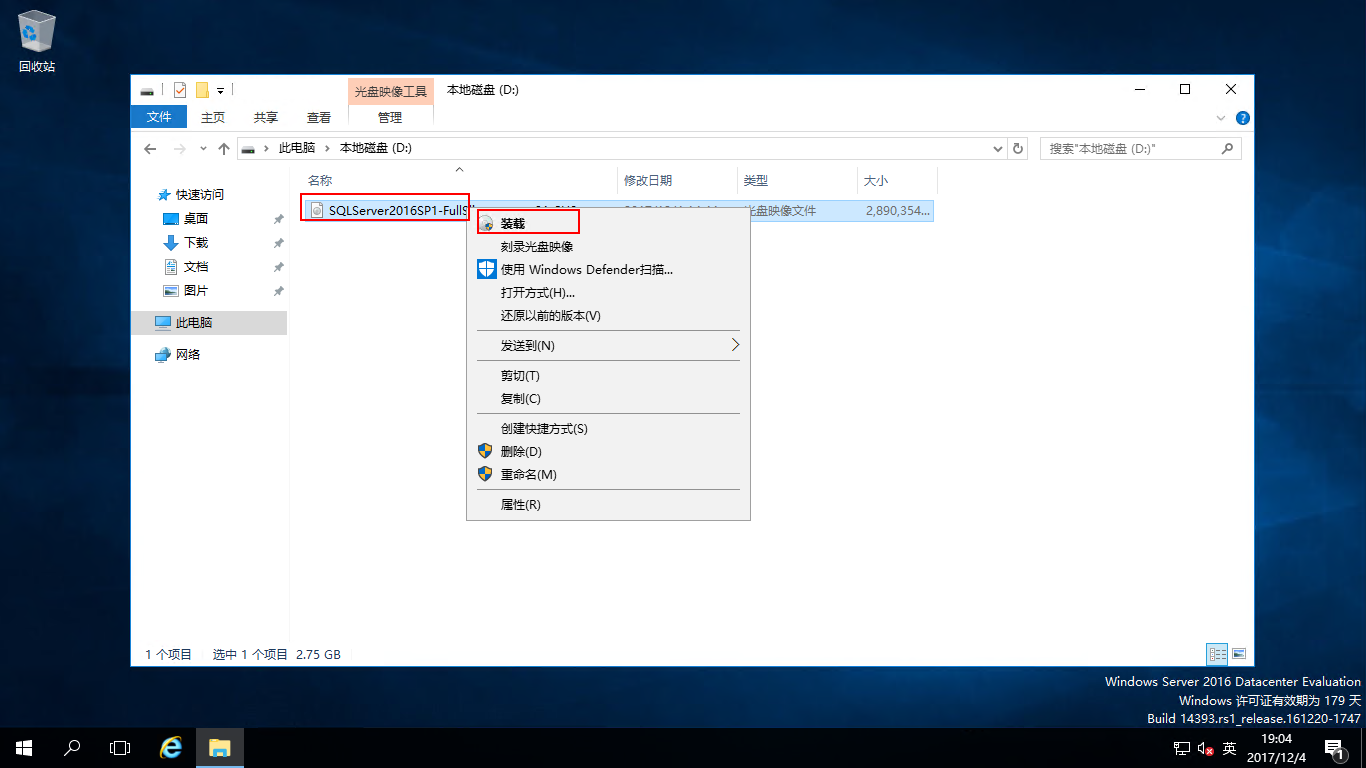 回收站
光盘映像工具 本地磁盘 (D:)
文件 主页 共享 查看 管理
此电脑 本地磁盘 (D:)
搜索"本地磁盘 (D:)"
名称 修改日期 类型 大小
SQLServer2016SP1-FullS 光盘映像文件 2,890,354...
快速访问
桌面
下载
文档
图片
此电脑
网络
装载
刻录光盘映像
使用 Windows Defender扫描...
打开方式(H)...
还原以前的版本(V)
发送到(N)
剪切(T)
复制(C)
创建快捷方式(S)
删除(D)
重命名(M)
属性(R)
1 个项目 选中 1 个项目 2.75 GB
Windows Server 2016 Datacenter Evaluation
Windows 许可证有效期为 179 天
Build 14393.rs1_release.161220-1747
英
19:04
2017/12/4
1